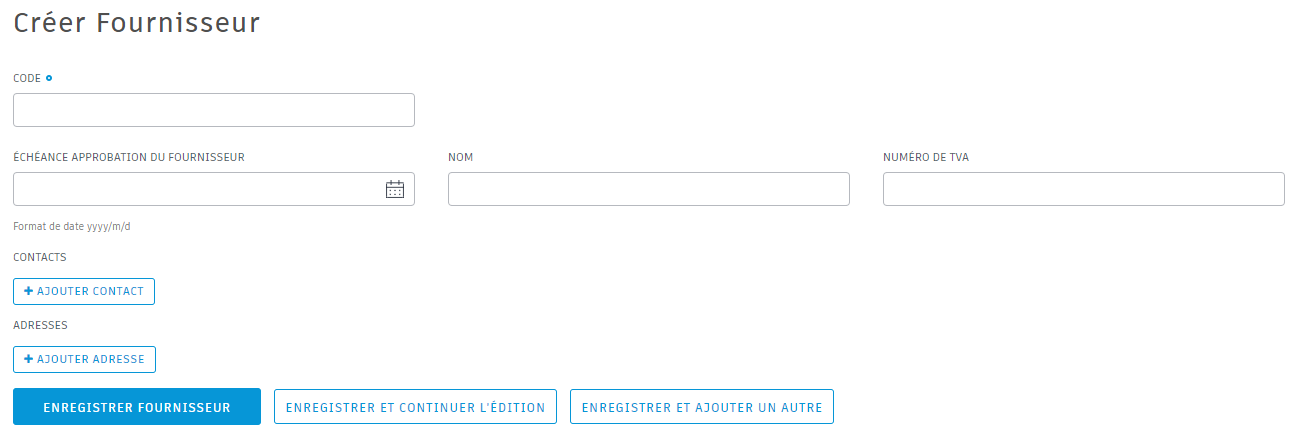 Créer Fournisseur
CODE
ÉCHÉANCE APPROBATION DU FOURNISSEUR NOM NUMÉRO DE TVA
Format de date yyyy/m/d
CONTACTS
+ AJOUTER CONTACT
ADRESSES
+ AJOUTER ADRESSE
ENREGISTRER FOURNISSEUR ENREGISTRER ET CONTINUER L'ÉDITION ENREGISTRER ET AJOUTER UN AUTRE